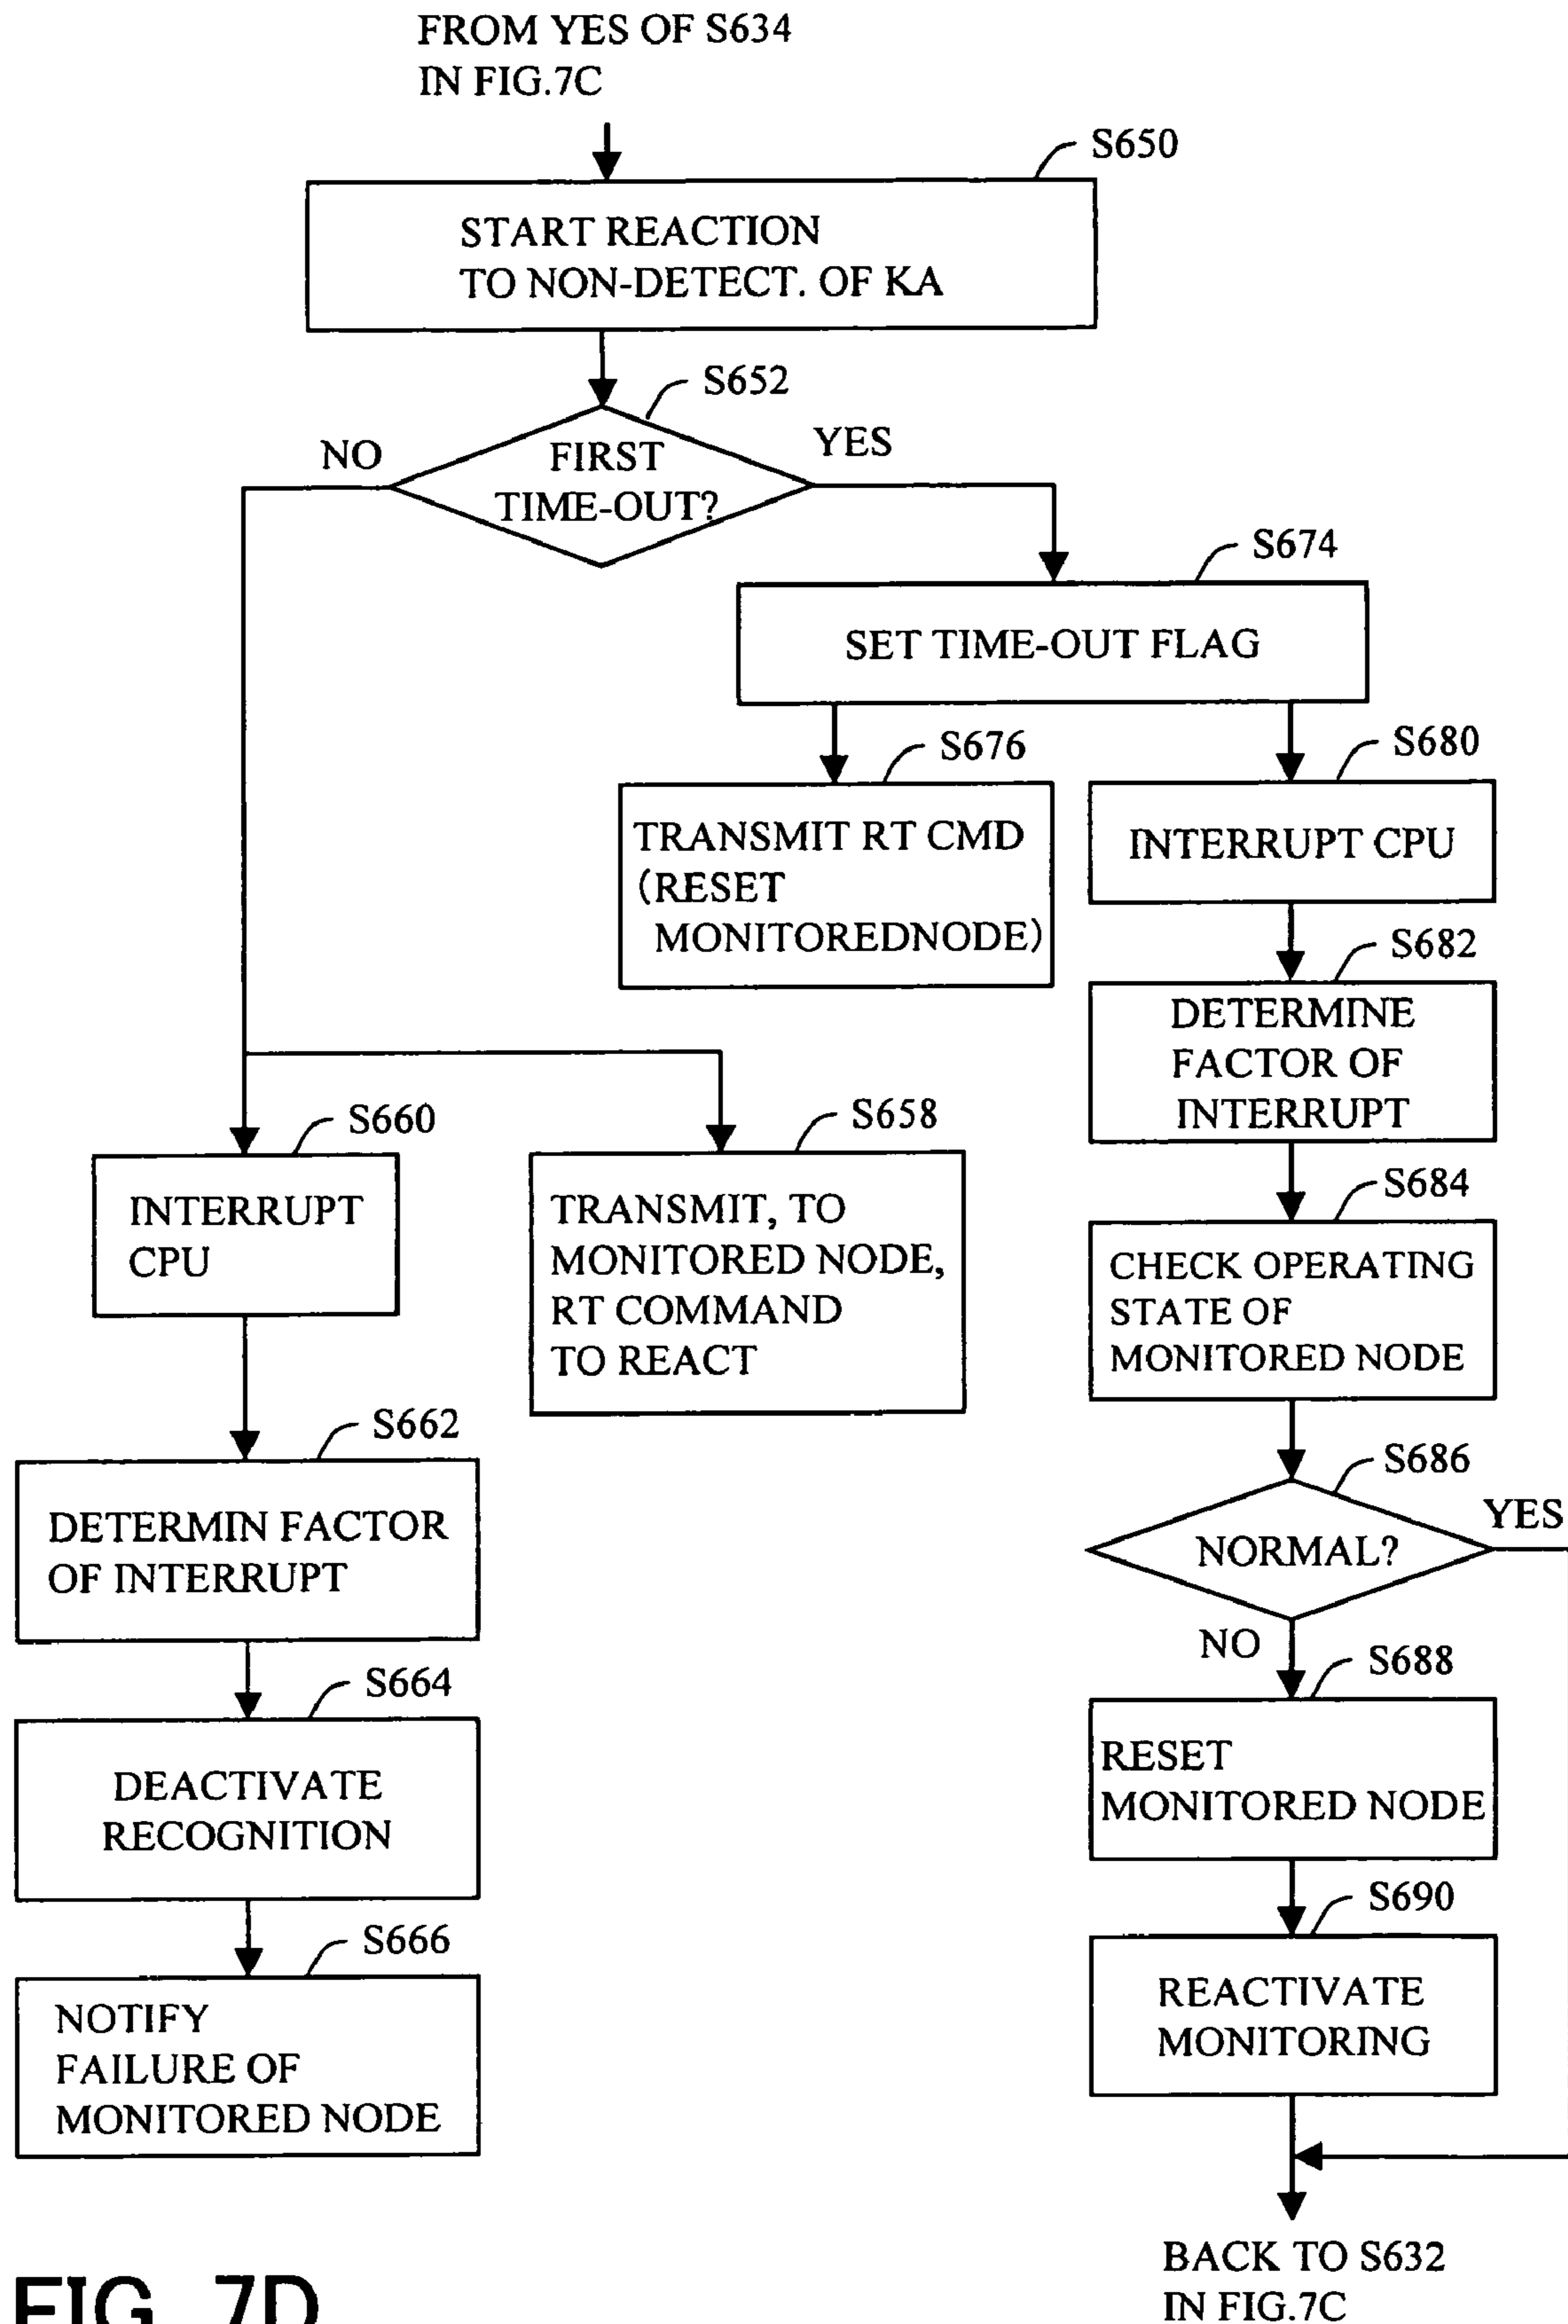 FROM YES OF S634
IN FIG.7C
S650
START REACTION
TO NON-DETECT. OF KA
S652
NO
FIRST
TIME-OUT?
YES
S674
SET TIME-OUT FLAG
S676
TRANSMIT RT CMD
(RESET
MONITOREDNODE)
S680
INTERRUPT CPU
S682
DETERMINE
FACTOR OF
INTERRUPT
S660
INTERRUPT
CPU
S658
TRANSMIT, TO
MONITORED NODE,
RT COMMAND
TO REACT
S684
CHECK OPERATING
STATE OF
MONITORED NODE
S662
DETERMIN FACTOR
OF INTERRUPT
S686
NORMAL?
YES
NO
S664
DEACTIVATE
RECOGNITION
S688
RESET
MONITORED NODE
S666
NOTIFY
FAILURE OF
MONITORED NODE
S690
REACTIVATE
MONITORING
BACK TO S632
IN FIG.7C
FIG. 7D